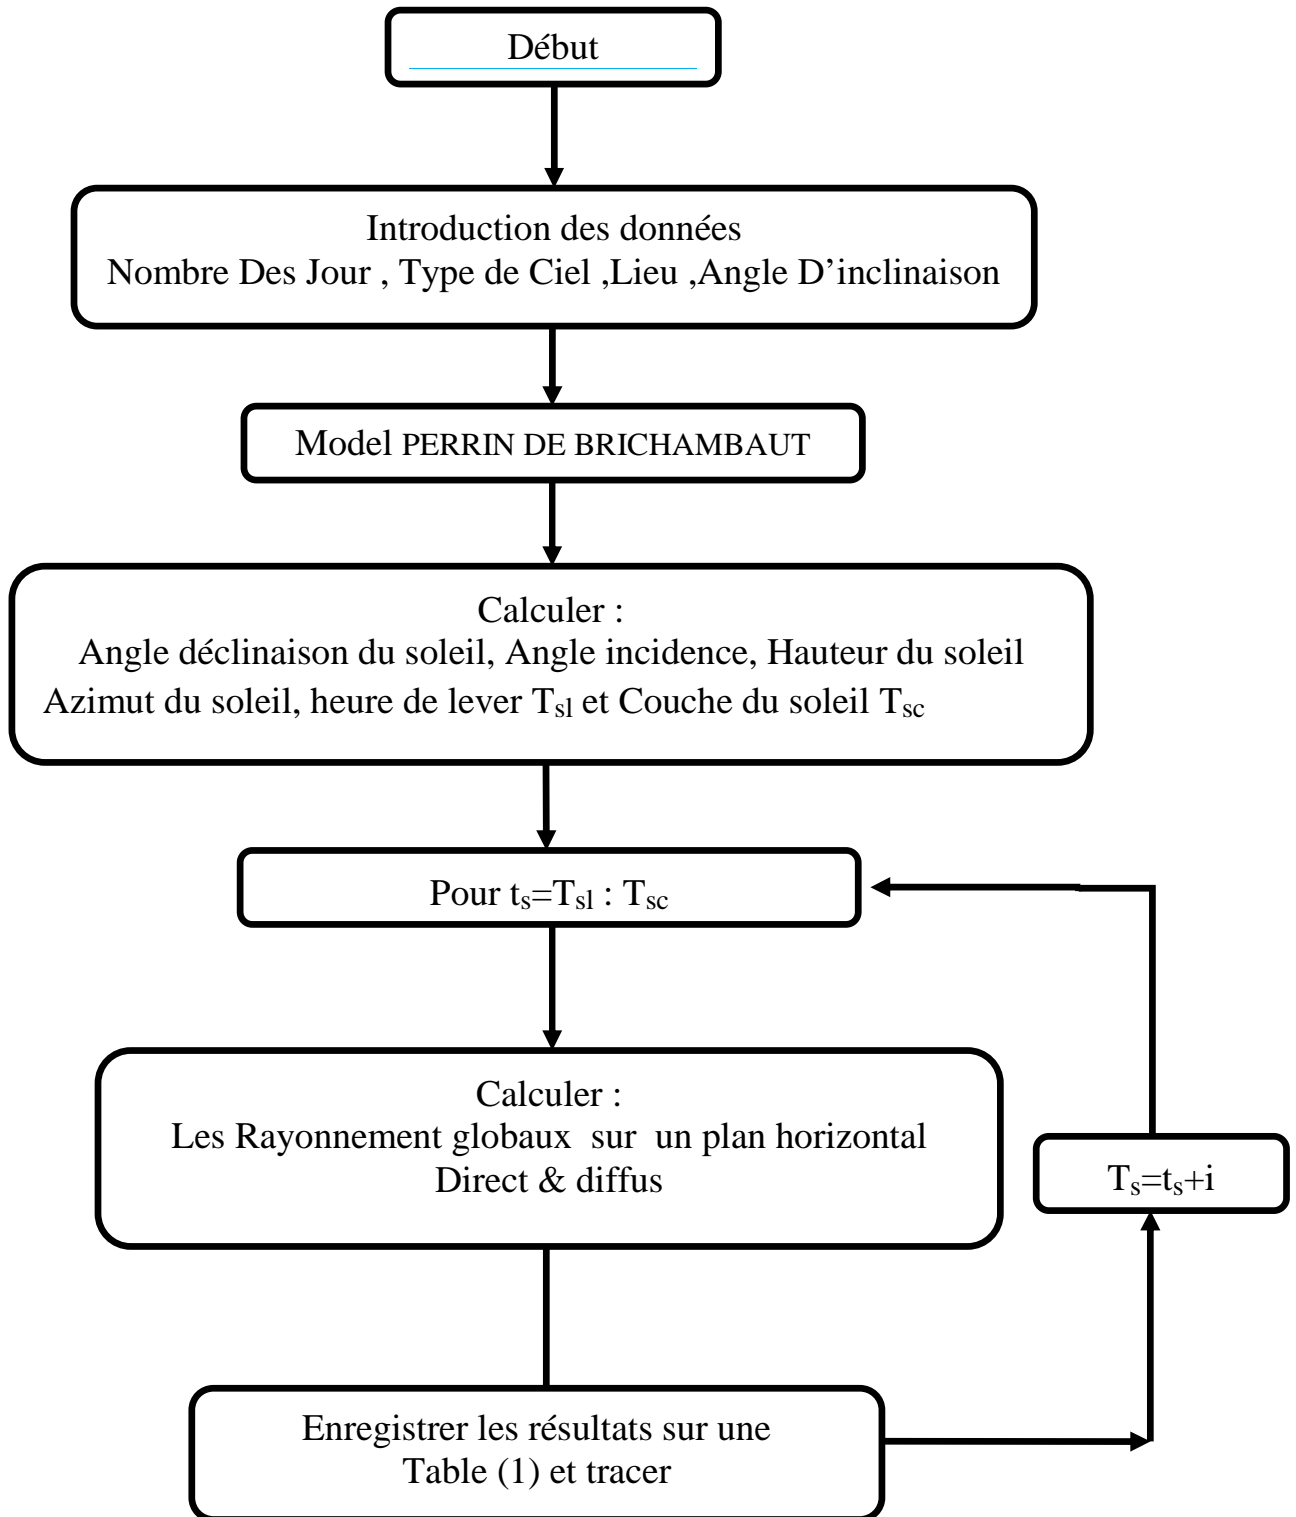 Début
Introduction des données
Nombre Des Jour , Type de Ciel ,Lieu ,Angle D’inclinaison
Model PERRIN DE BRICHAMBAUT
Calculer :
Angle déclinaison du soleil, Angle incidence, Hauteur du soleil
Azimut du soleil, heure de lever Tsl et Couche du soleil Tsc
Pour ts=Tsl : Tsc
Calculer :
Les Rayonnement globaux sur un plan horizontal
Direct & diffus
Ts=ts+i
Enregistrer les résultats sur une
Table (1) et tracer